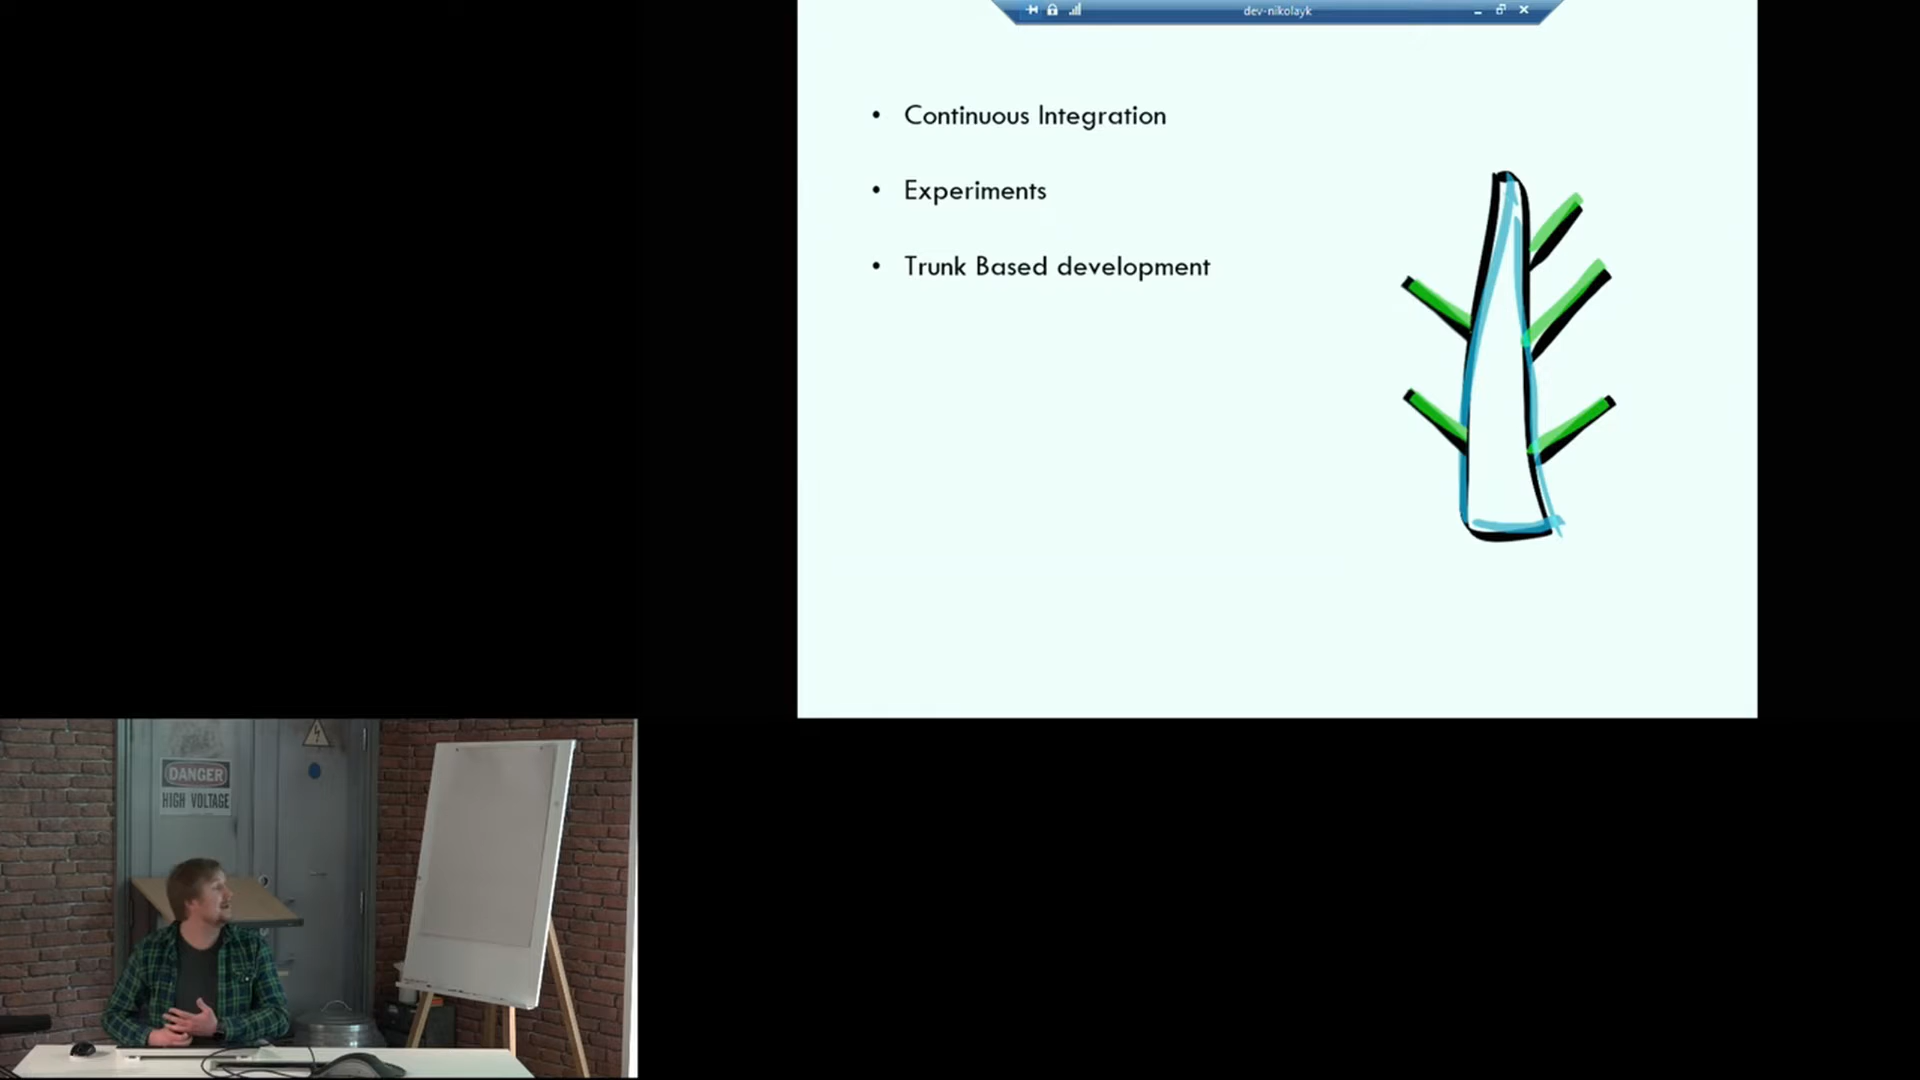 dev-nikolayk
• Continuous Integration
• Experiments
• Trunk Based development
DANGER
HIGH VOLTAGE